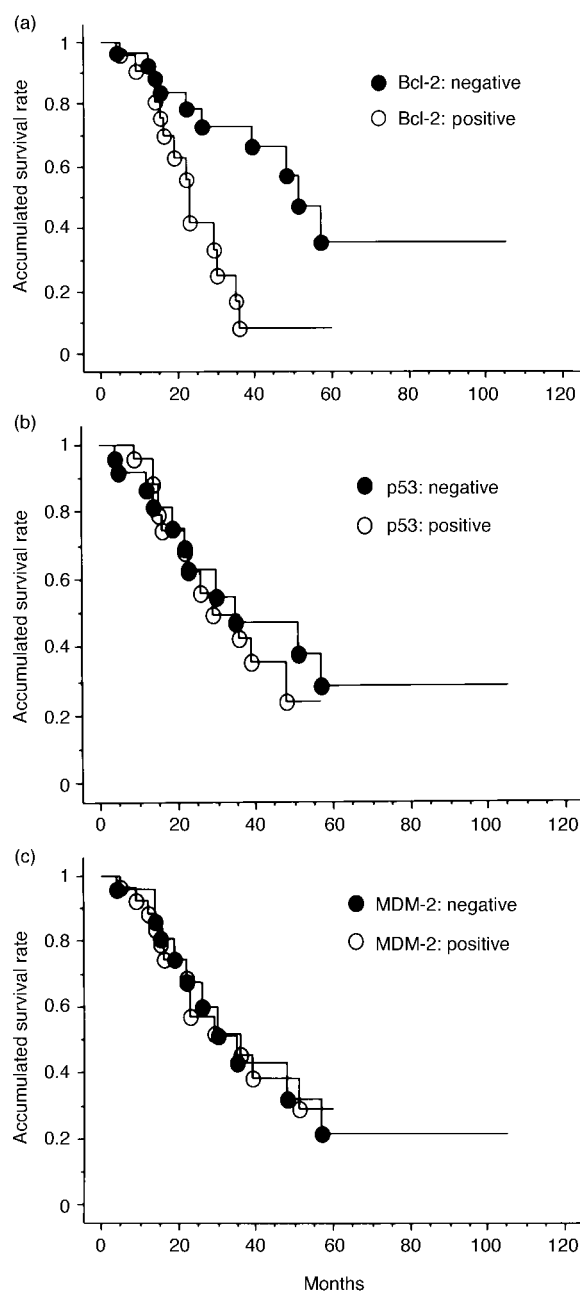 (a)
1
0.8
0.6
0.4
0.2
0
Accumulated survival rate
Bcl-2: negative
Bcl-2: positive
0 20 40 60 80 100 120
(b)
1
0.8
0.6
0.4
0.2
0
Accumulated survival rate
p53: negative
p53: positive
0 20 40 60 80 100 120
(c)
1
0.8
0.6
0.4
0.2
0
Accumulated survival rate
MDM-2: negative
MDM-2: positive
0 20 40 60 80 100 120
Months